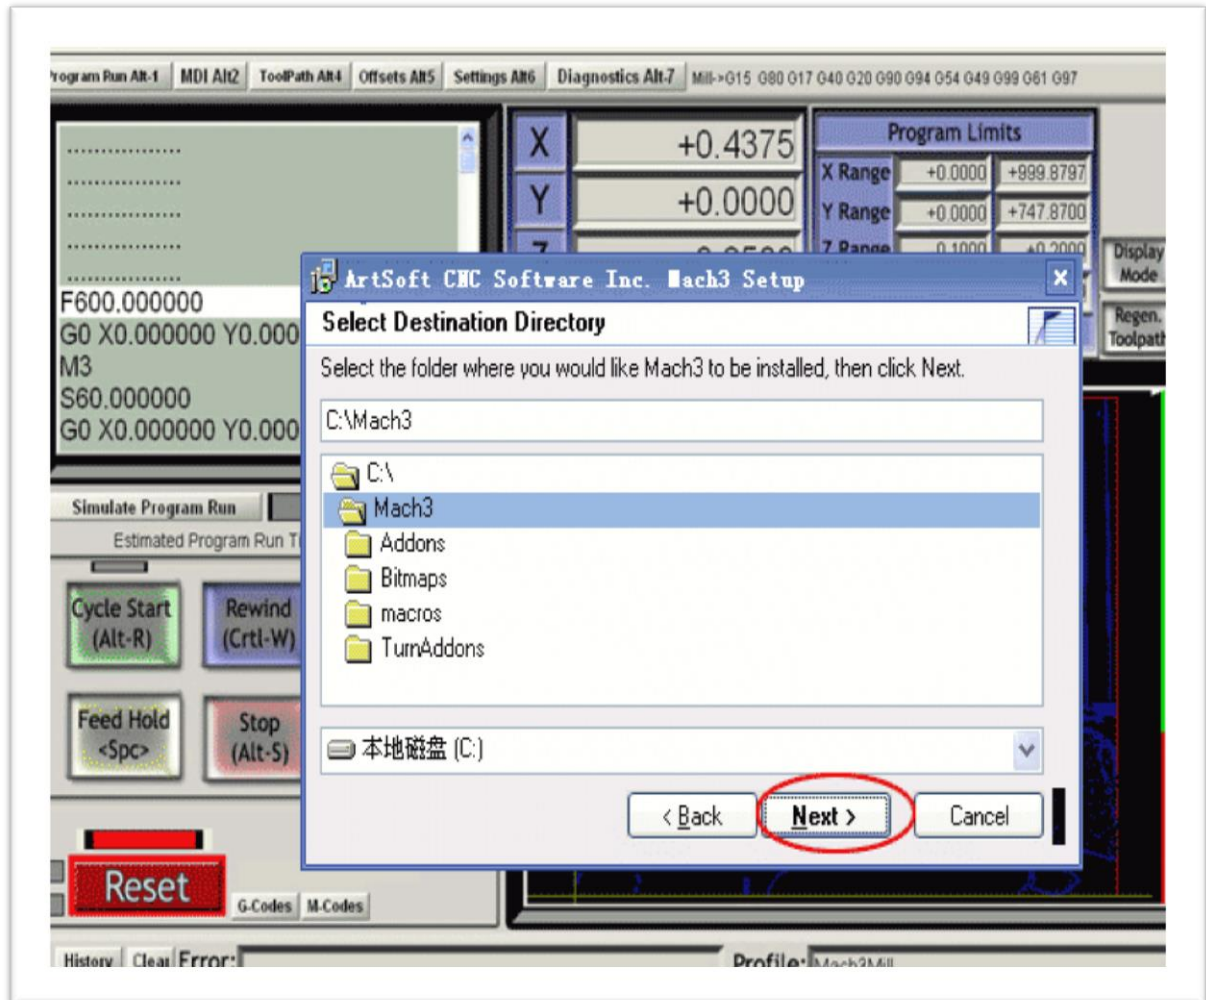 rogram Run Alt-1 MDI Alt2 ToolPath Alt4 Offsets Alt5 Settings Alt6 Diagnostics Alt-7 Mill->G15 G80 G17 G40 G20 G90 G94 G54 G49 G99 G61 G97
................
................
................
................
................
F600.000000
G0 X0.000000 Y0.000
M3
S60.000000
G0 X0.000000 Y0.000
X +0.4375
Y +0.0000
Program Limits
X Range +0.0000 +999.8797
Y Range +0.0000 +747.8700
Z Range 0.1000 +0.2000
Display
Mode
Regen.
Toolpath
ArtSoft CNC Software Inc. Mach3 Setup
Select Destination Directory
Select the folder where you would like Mach3 to be installed, then click Next.
C:\Mach3
C:\
Mach3
Addons
Bitmaps
macros
TurnAddons
本地磁盘 (C:)
< Back Next > Cancel
Simulate Program Run
Estimated Program Run T
Cycle Start
(Alt-R)
Rewind
(Crtl-W)
Feed Hold
<Spc>
Stop
(Alt-S)
Reset
G-Codes M-Codes
History Clear Error:
Profile: Mach3Mill